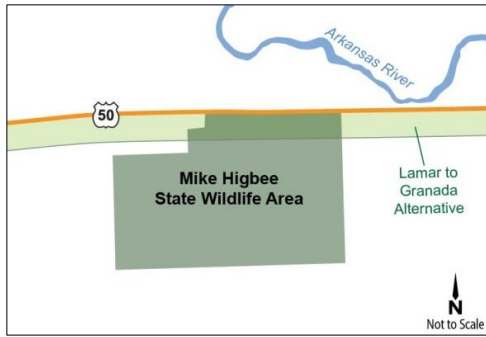 Arkansas River
50
Mike Higbee
State Wildlife Area
Lamar to
Granada
Alternative
N
Not to Scale